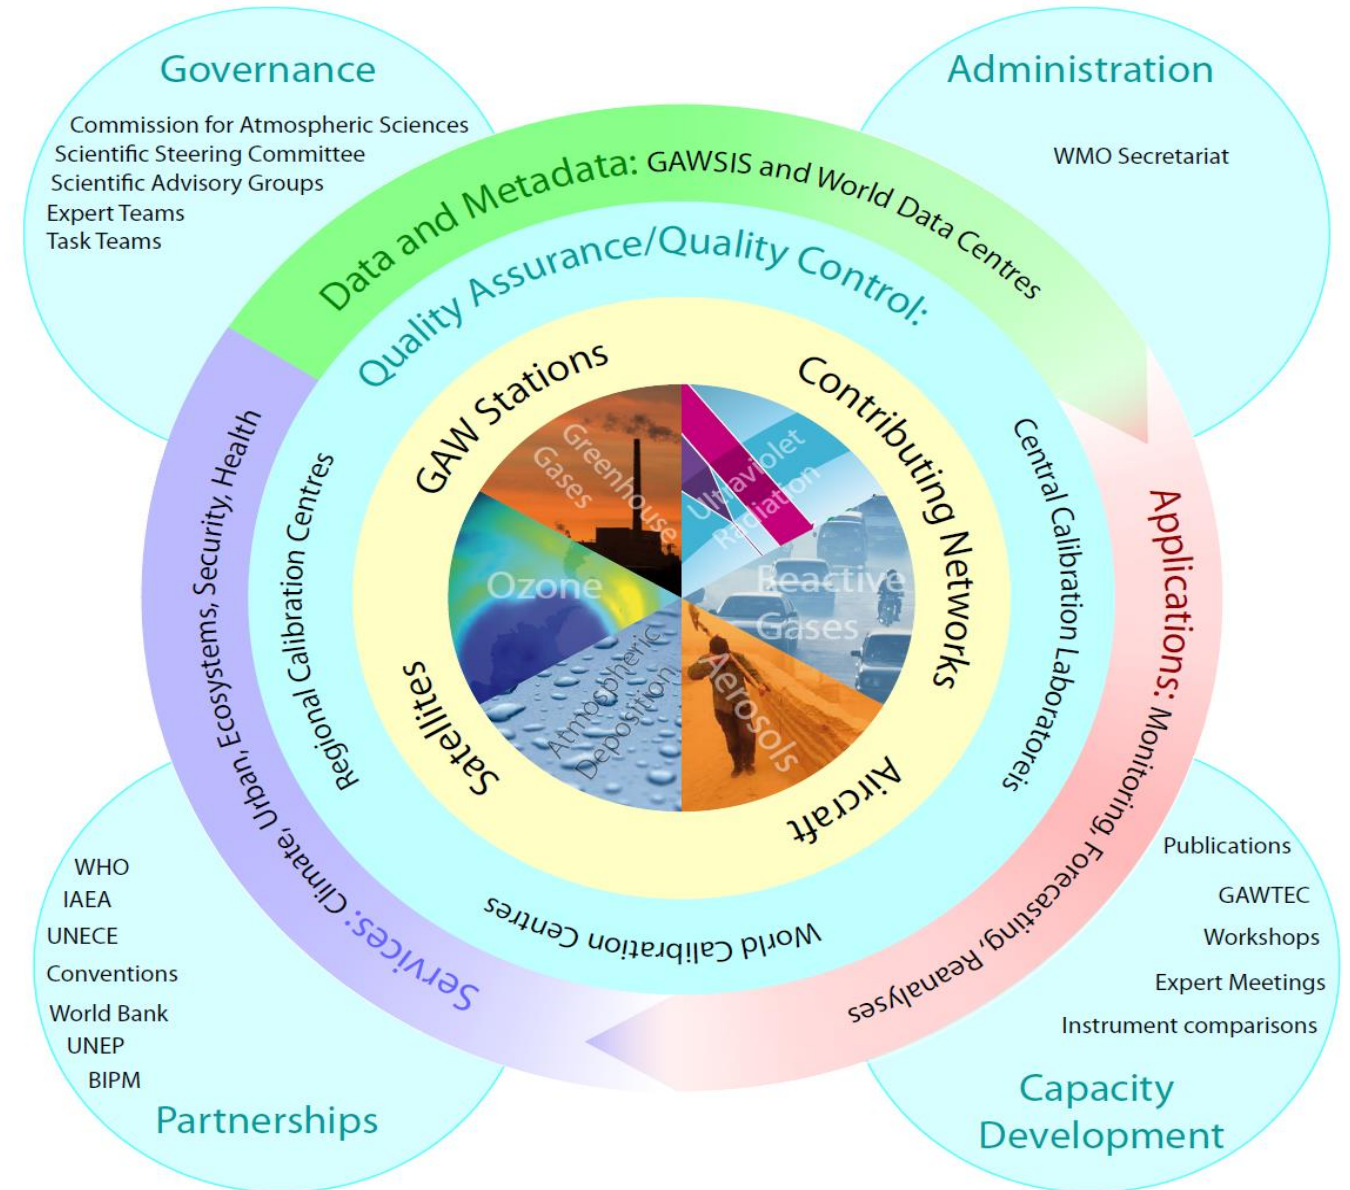 Governance
Commission for Atmospheric Sciences
Scientific Steering Committee
Scientific Advisory Groups
Expert Teams
Task Teams
Administration
WMO Secretariat
Data and Metadata: GAWSIS and World Data Centres
Applications: Monitoring, Forecasting, Reanalyses
Services: Climate, Urban, Ecosystems, Security, Health
Quality Assurance/Quality Control:
Central Calibration Laboratoreis
World Calibration Centres
Regional Calibration Centres
GAW Stations
Contributing Networks
Aircraft
Satellites
Greenhouse
Gases
Ultraviolet
Radiation
Reactive
Gases
Aerosols
Atmospheric
Deposition
Ozone
WHO
IAEA
UNECE
Conventions
World Bank
UNEP
BIPM
Partnerships
Publications
GAWTEC
Workshops
Expert Meetings
Instrument comparisons
Capacity
Development